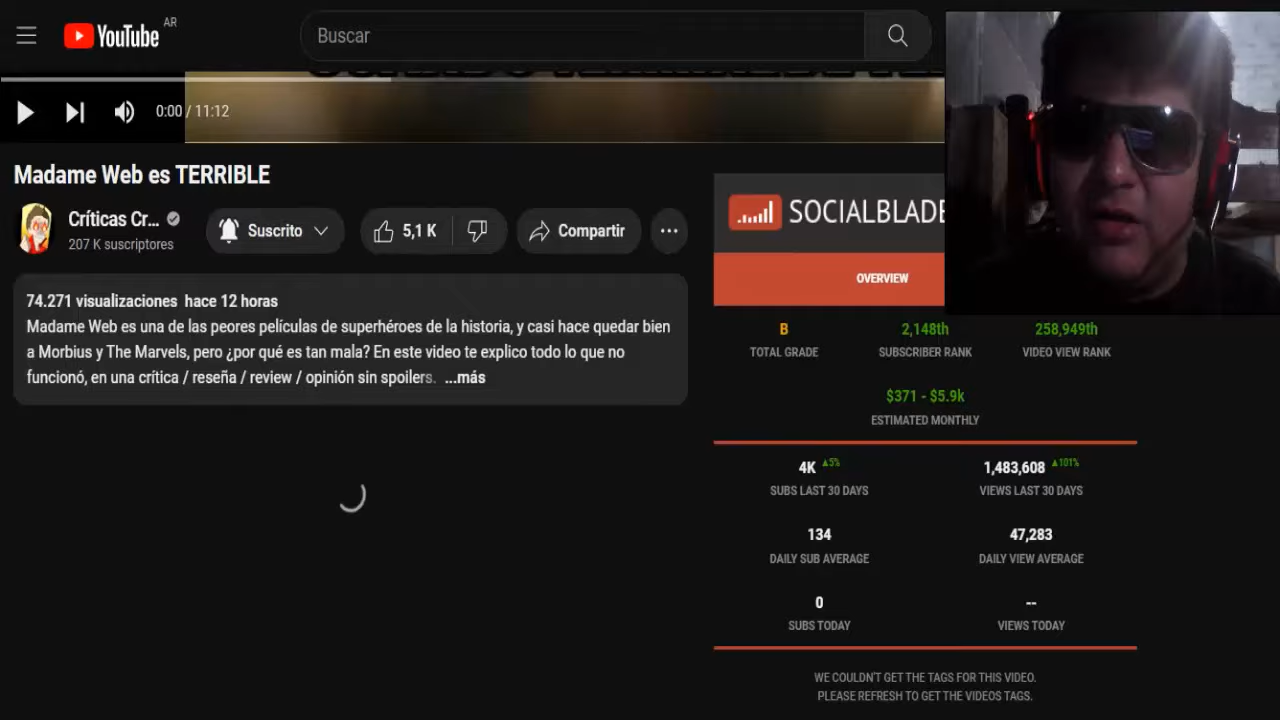 YouTube AR
Buscar
0:00 / 11:12
Madame Web es TERRIBLE
Críticas Cr...
207 K suscriptores
Suscrito
5,1 K
Compartir
74.271 visualizaciones hace 12 horas
Madame Web es una de las peores películas de superhéroes de la historia, y casi hace quedar bien
a Morbius y The Marvels, pero ¿por qué es tan mala? En este video te explico todo lo que no
funcionó, en una crítica / reseña / review / opinión sin spoilers. ...más
SOCIALBLADE
OVERVIEW
B 2,148th 258,949th
TOTAL GRADE SUBSCRIBER RANK VIDEO VIEW RANK
$371 - $5.9k
ESTIMATED MONTHLY
4K ▲5% 1,483,608 ▲101%
SUBS LAST 30 DAYS VIEWS LAST 30 DAYS
134 47,283
DAILY SUB AVERAGE DAILY VIEW AVERAGE
0 --
SUBS TODAY VIEWS TODAY
WE COULDN'T GET THE TAGS FOR THIS VIDEO.
PLEASE REFRESH TO GET THE VIDEOS TAGS.